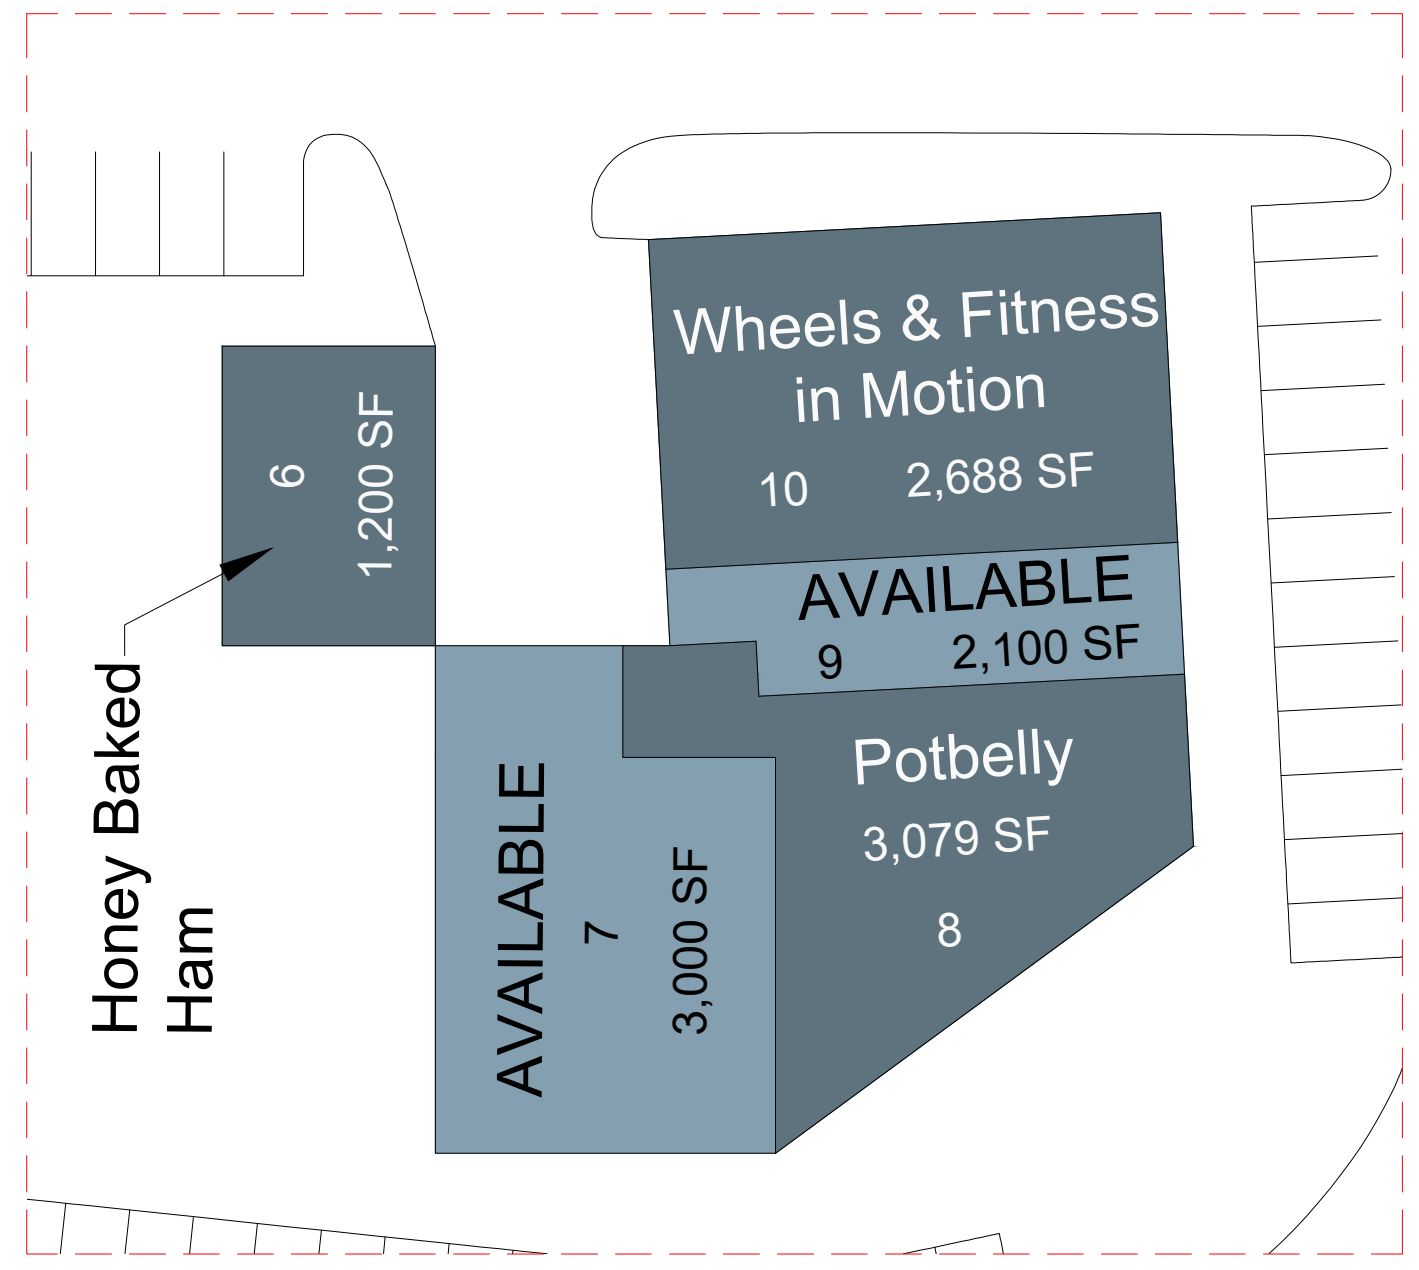 Wheels & Fitness
in Motion
10 2,688 SF
6
1,200 SF
AVAILABLE
9 2,100 SF
Honey Baked
Ham
AVAILABLE
7
3,000 SF
Potbelly
3,079 SF
8